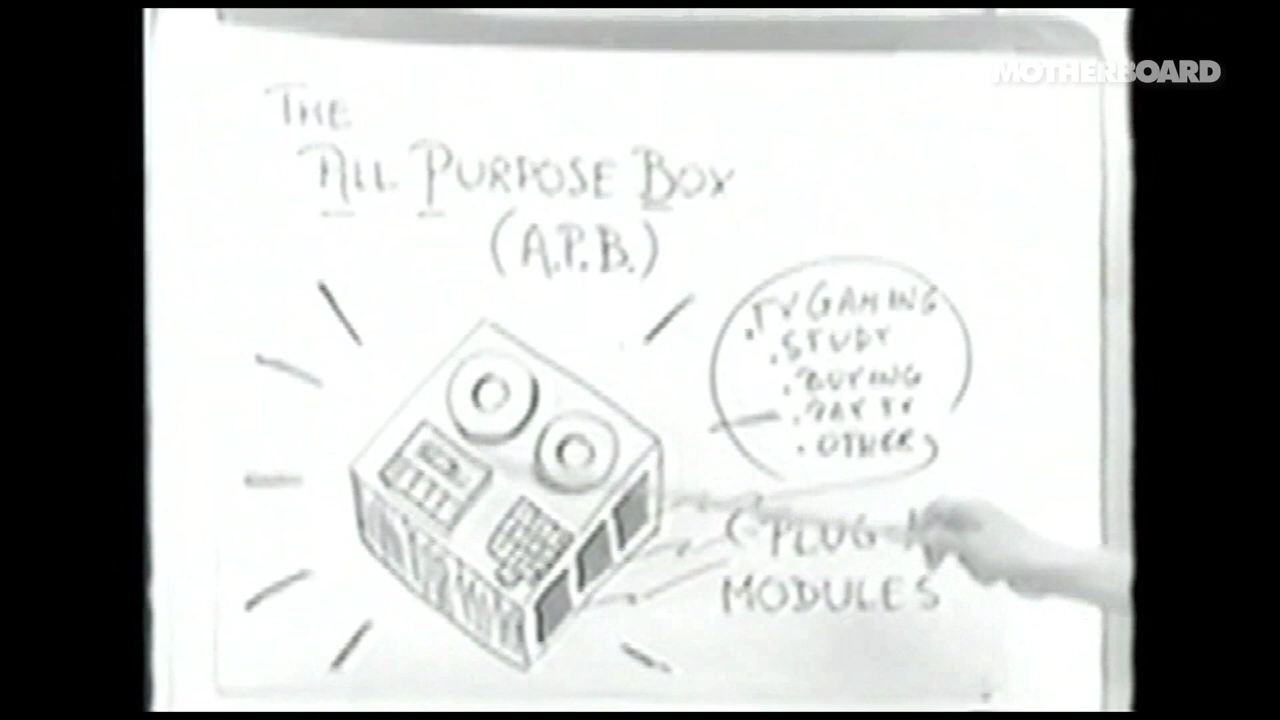 MOTHERBOARD
THE
ALL PURPOSE BOX
(A.P.B.)
.TV GAMING
.STUDY
.BUYING
.PAY TV
.OTHER
PLUG
MODULES